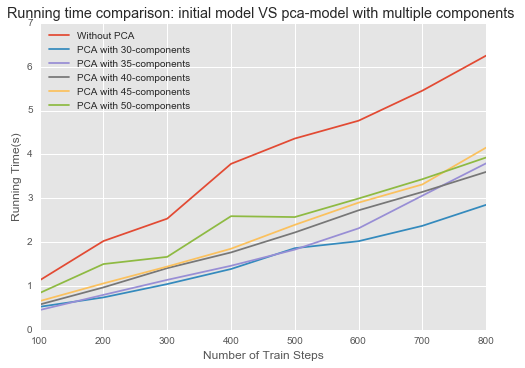 Running time comparison: initial model VS pca-model with multiple components
7
6
5
4
3
2
1
0
Running Time(s)
Without PCA
PCA with 30-components
PCA with 35-components
PCA with 40-components
PCA with 45-components
PCA with 50-components
100 200 300 400 500 600 700 800
Number of Train Steps